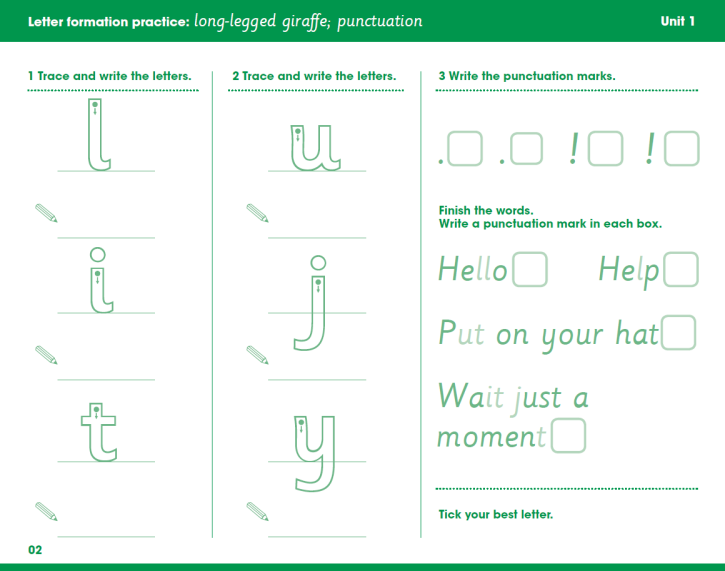 Letter formation practice: long-legged giraffe; punctuation
Unit 1
1 Trace and write the letters.
l
i
t
2 Trace and write the letters.
u
j
y
3 Write the punctuation marks.
. . ! !
Finish the words.
Write a punctuation mark in each box.
Hello Help
Put on your hat
Wait just a
moment
Tick your best letter.
02